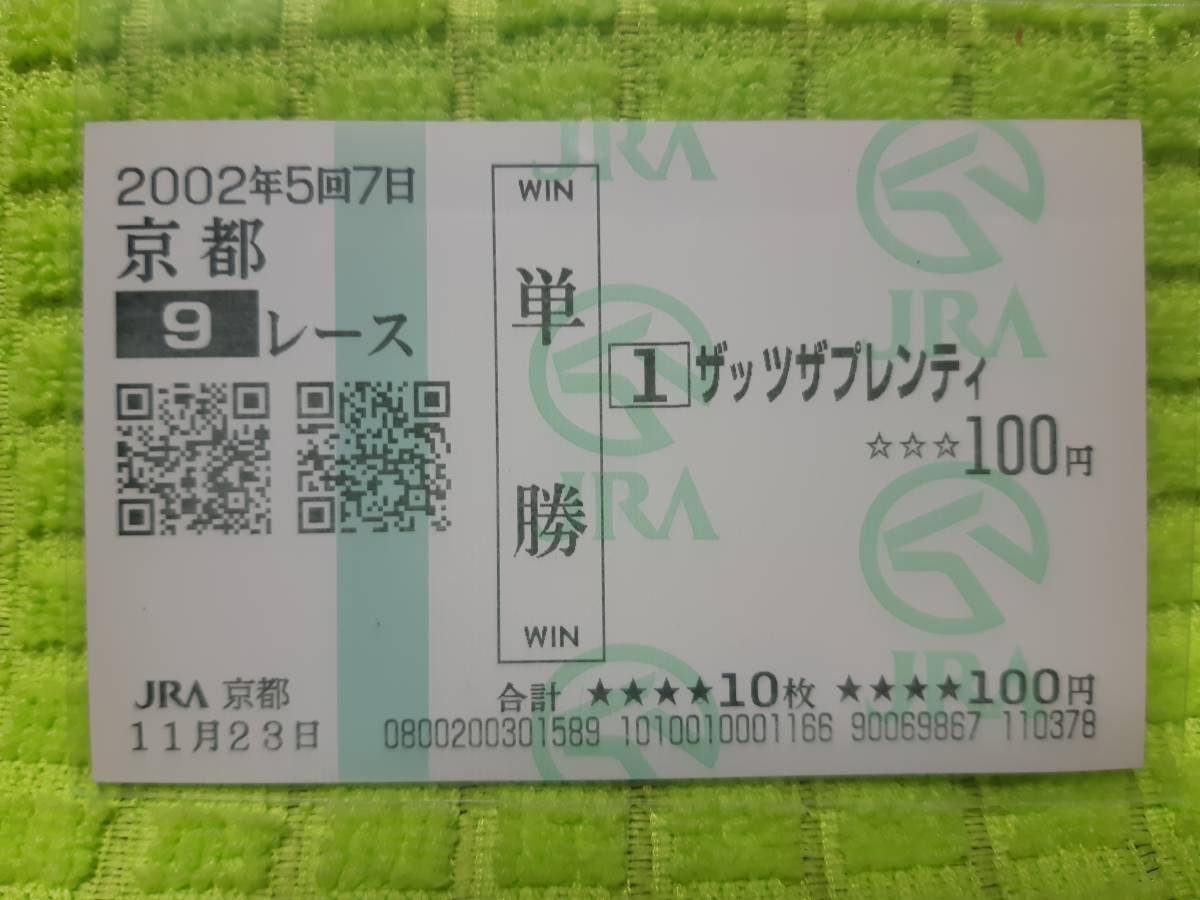 2002年5回7日
京都
9レース
WIN
単勝
WIN
1 ザッツザプレンティ
☆☆☆100円
JRA 京都
11月23日
合計 ★★★★10枚 ★★★★100円
0800200301589 1010010001166 90069867 110378
JRA
JRA
JRA
JRA